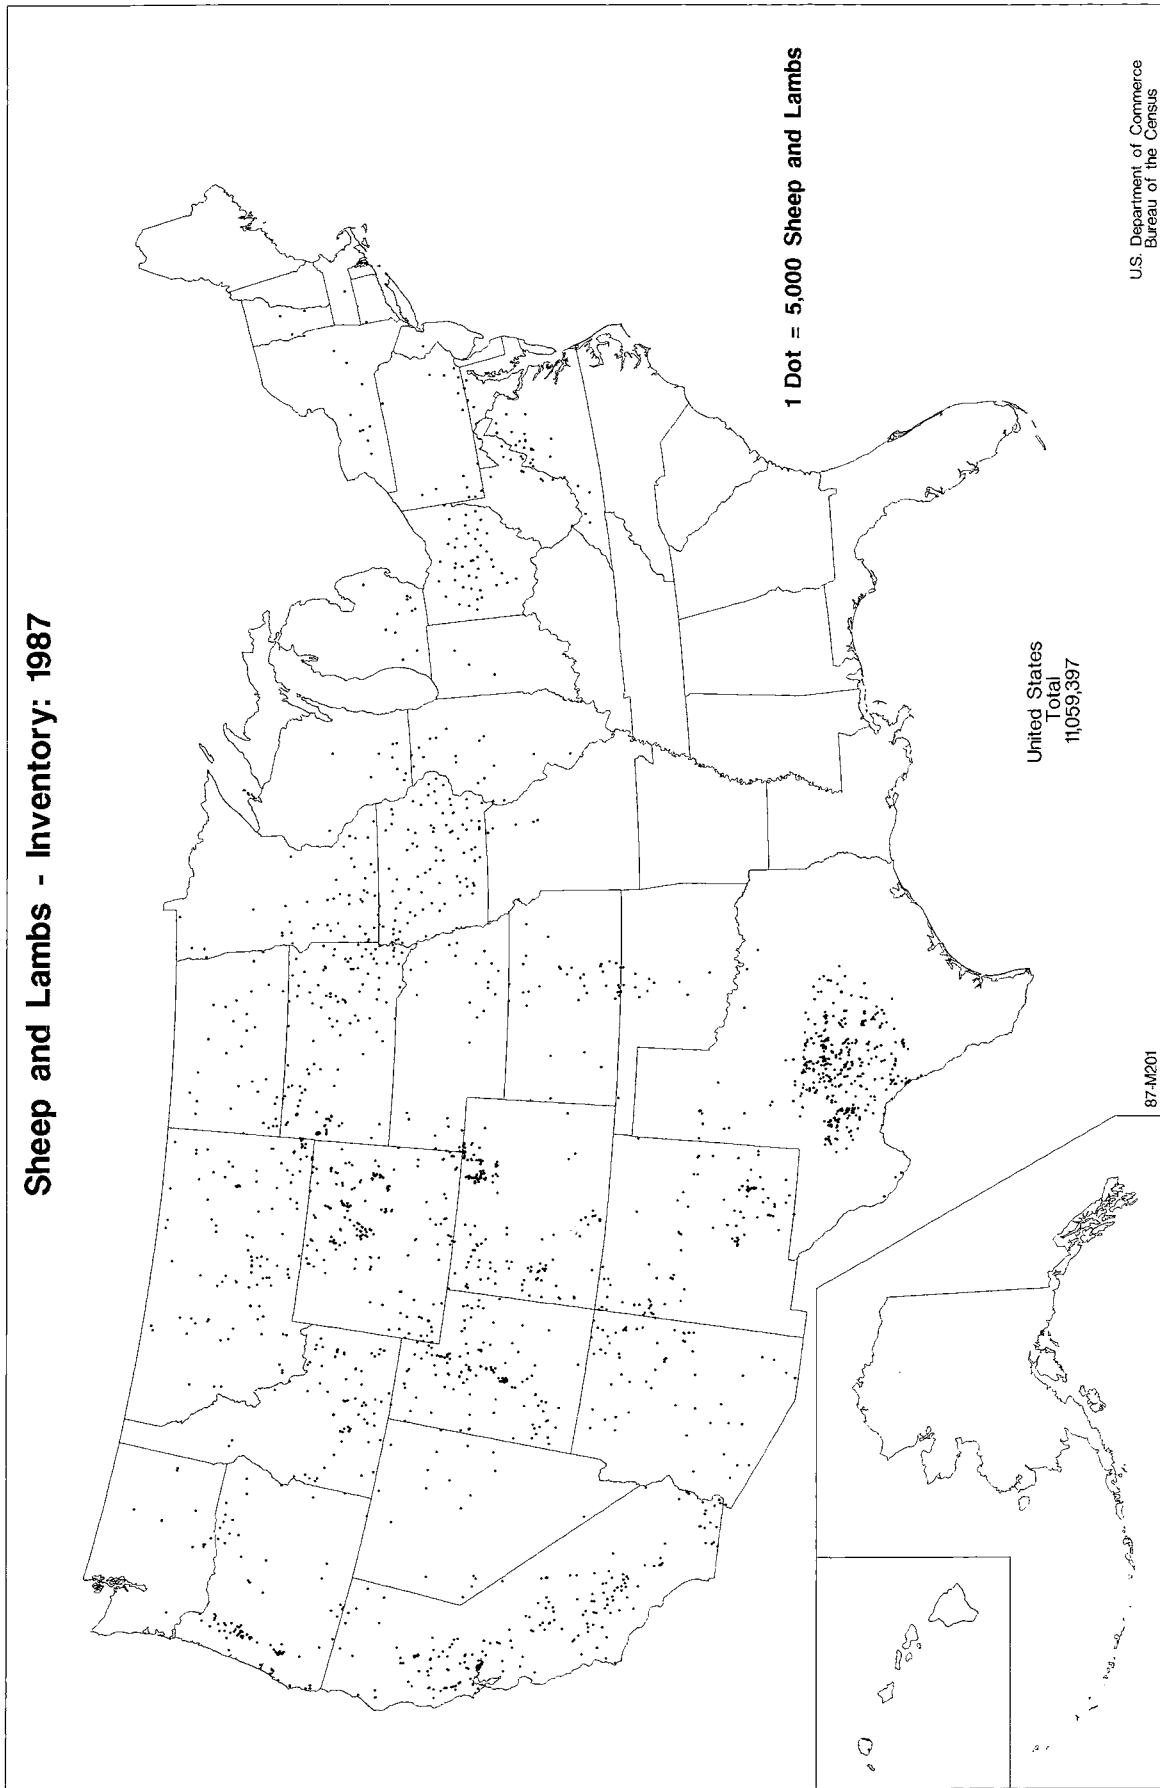 Sheep and Lambs - Inventory: 1987
1 Dot = 5,000 Sheep and Lambs
United States
Total
11,059,397
87-M201
U.S. Department of Commerce
Bureau of the Census